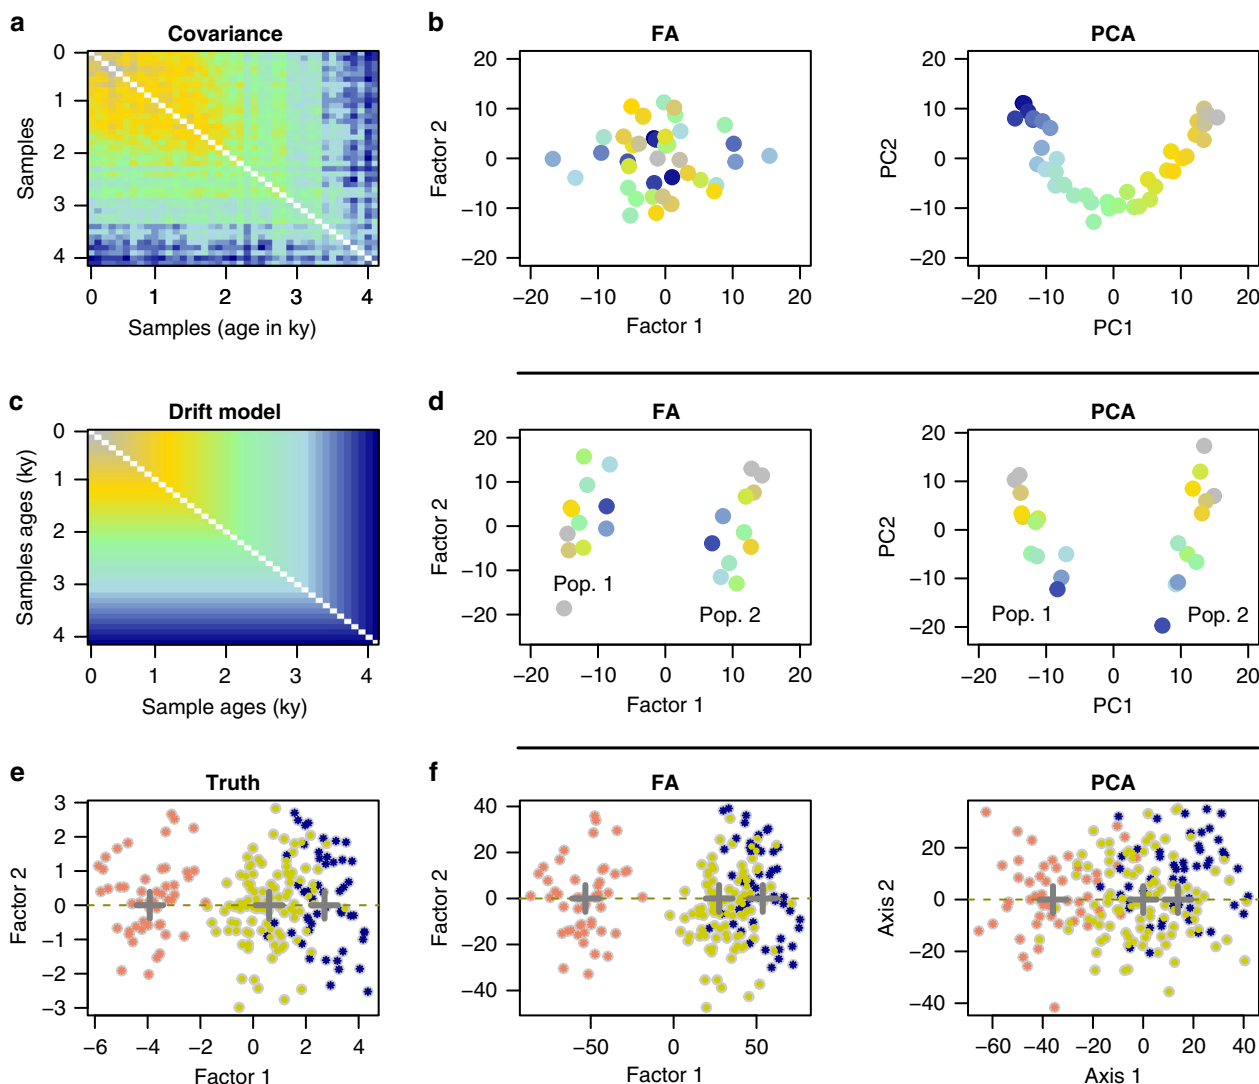 a
Covariance
Samples
0
1
2
3
4
0 1 2 3 4
Samples (age in ky)
b
FA
Factor 2
20
10
0
−10
−20
−20 −10 0 10 20
Factor 1
PCA
PC2
20
10
0
−10
−20
−20 −10 0 10 20
PC1
c
Drift model
Samples ages (ky)
0
1
2
3
4
0 1 2 3 4
Sample ages (ky)
d
FA
Factor 2
20
10
0
−10
−20
Pop. 1
Pop. 2
−20 −10 0 10 20
Factor 1
PCA
PC2
20
10
0
−10
−20
Pop. 1
Pop. 2
−20 −10 0 10 20
PC1
e
Truth
Factor 2
3
2
1
0
−1
−2
−3
−6 −4 −2 0 2 4
Factor 1
f
FA
Factor 2
40
20
0
−20
−40
−50 0 50
Factor 1
PCA
Axis 2
20
0
−20
−40
−60 −40 −20 0 20 40
Axis 1